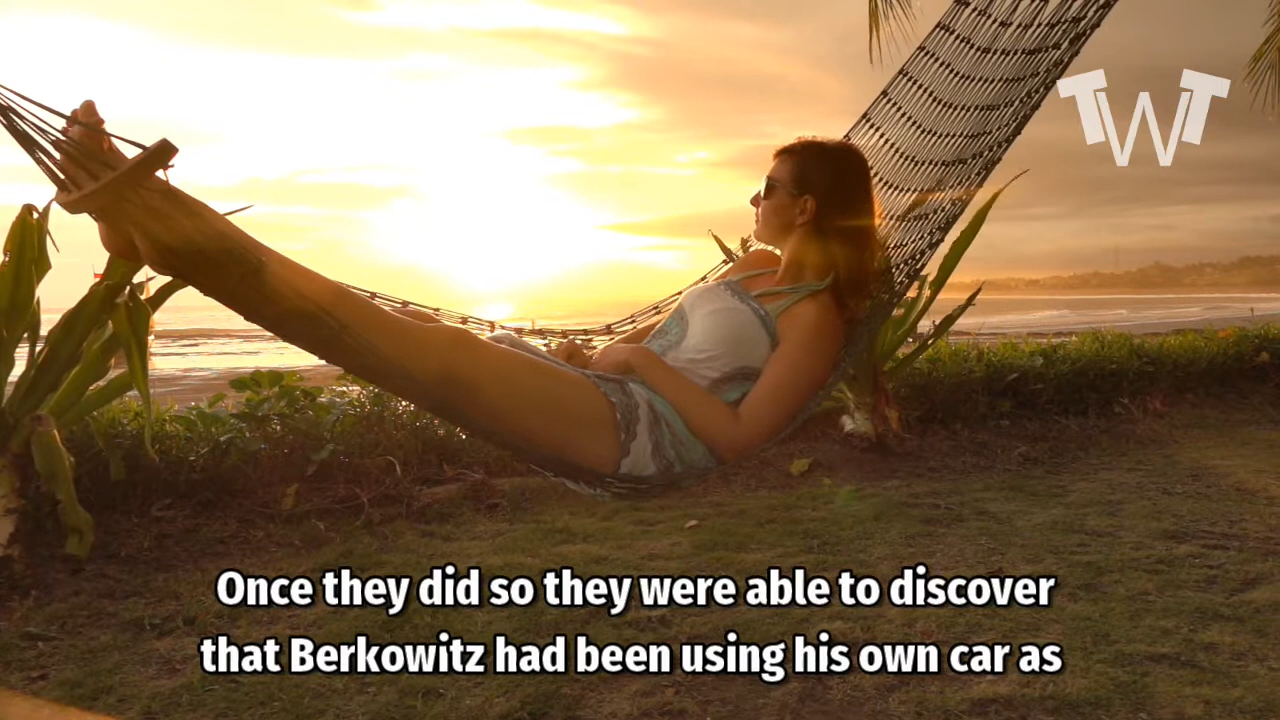 TWT
Once they did so they were able to discover
that Berkowitz had been using his own car as